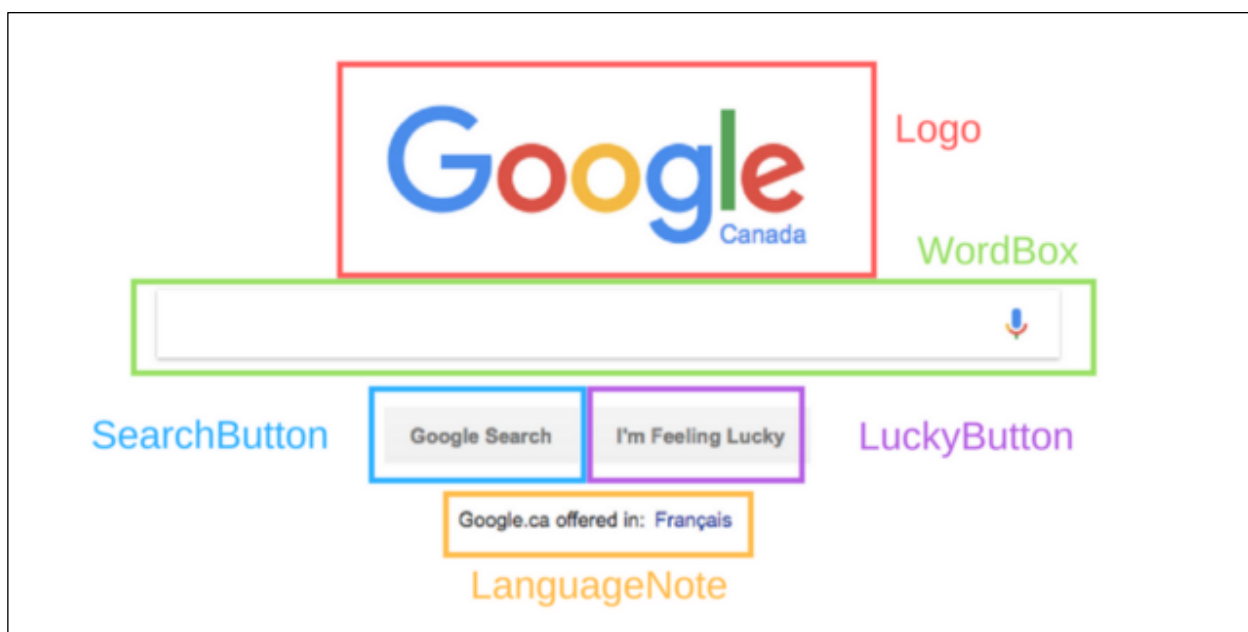 Google
Logo
Canada
WordBox
SearchButton
Google Search
I'm Feeling Lucky
LuckyButton
Google.ca offered in: Français
LanguageNote